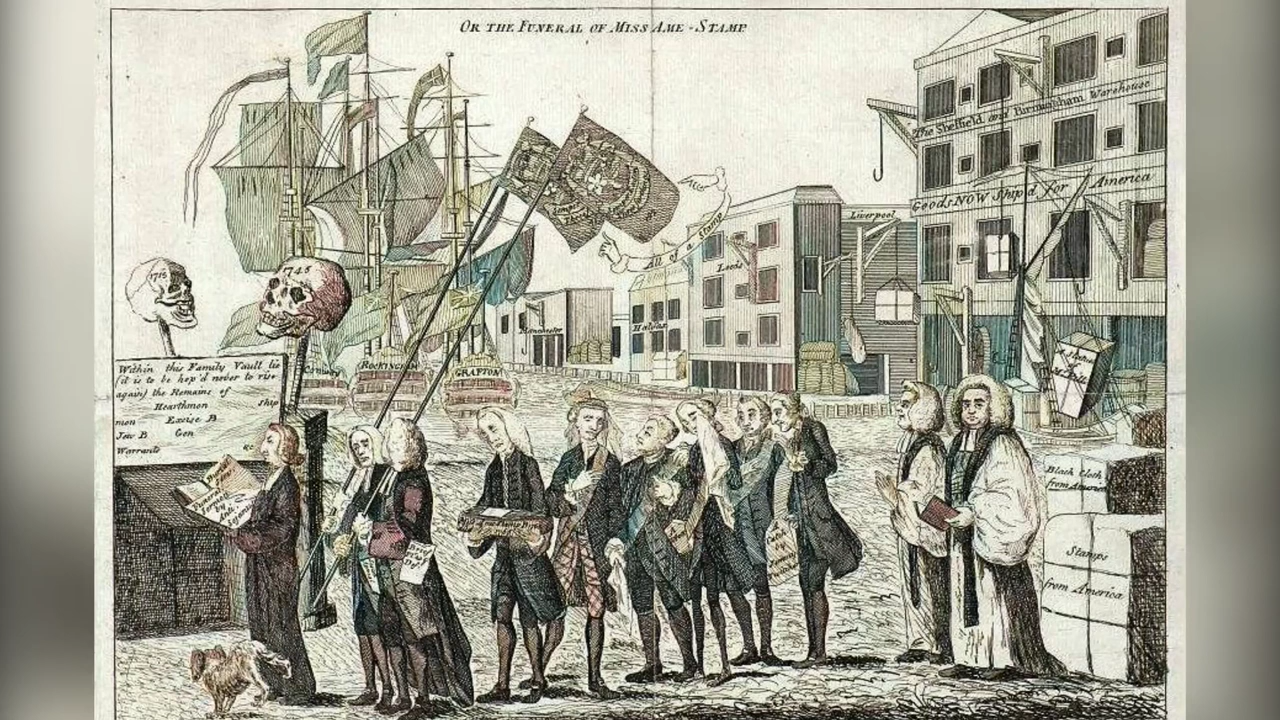 OR THE FUNERAL OF MISS AME-STAMP
The Sheffield and Birmingham Warehouse
Goods NOW Ship'd for America
Liverpool
Leeds
Halifax
Manchester
All of a Stamp
1715
1745
Conway
ROCKINGHAM
GRAFTON
Within this Family Vault lie
(it is to be hop'd never to rise
again) the Remains of
Hearthmon Ship
mon Excise B
Jew B Gen
Warrants &c
Black Cloth
from America
Stamps
from America